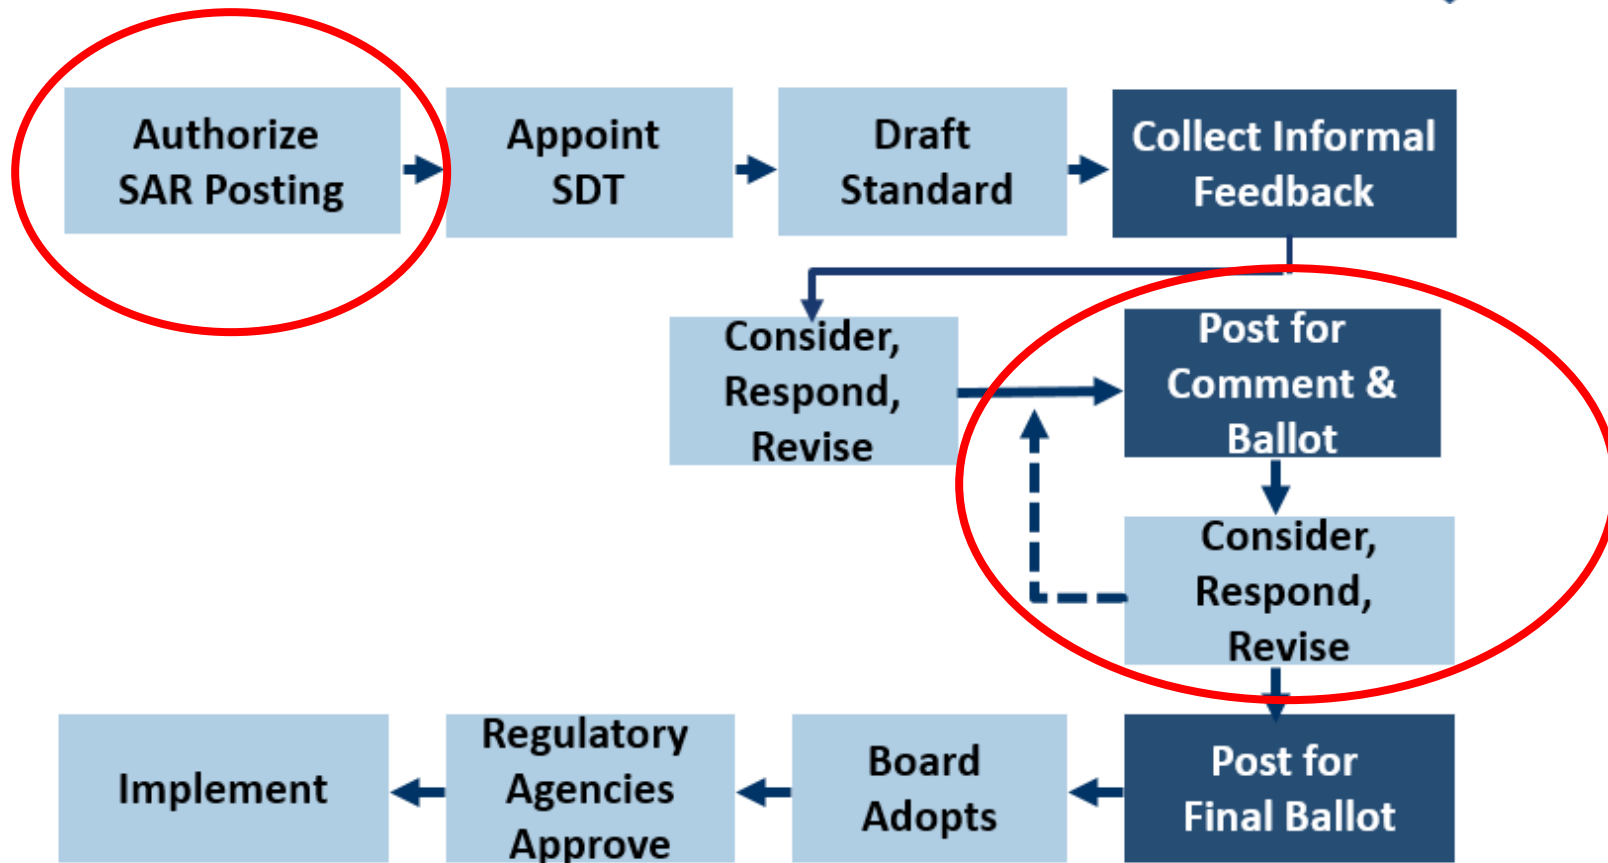 Authorize
SAR Posting
Appoint
SDT
Draft
Standard
Collect Informal
Feedback
Consider,
Respond,
Revise
Post for
Comment &
Ballot
Consider,
Respond,
Revise
Implement
Regulatory
Agencies
Approve
Board
Adopts
Post for
Final Ballot